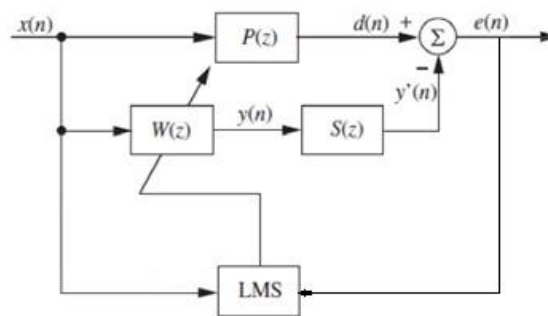 x(n)
P(z)
d(n)
+
Σ
e(n)
−
y'(n)
W(z)
y(n)
S(z)
LMS